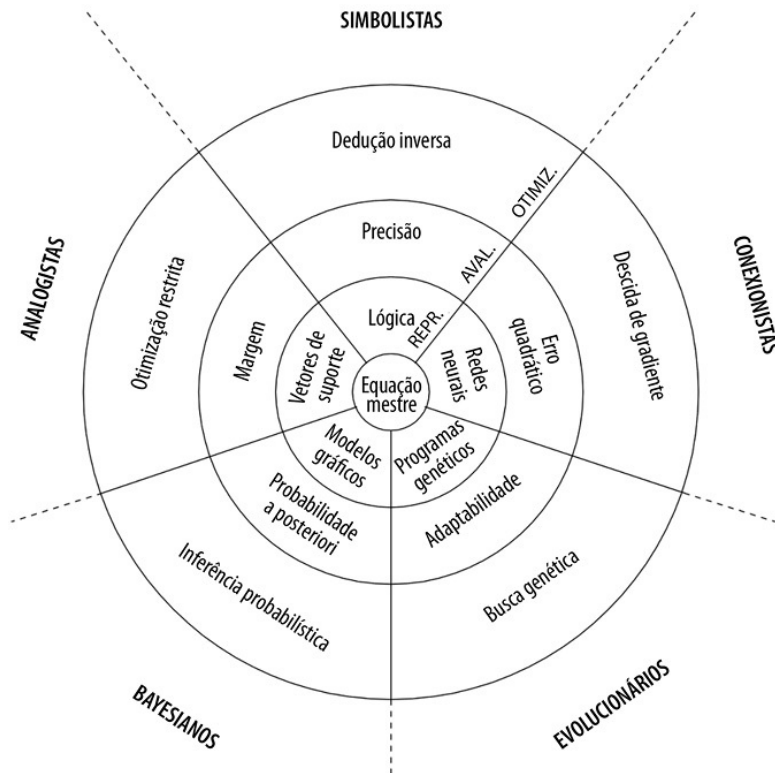 SIMBOLISTAS
Dedução inversa
OTIMIZ.
Precisão
AVAL.
Lógica
REPR.
ANALOGISTAS
Otimização restrita
Margem
Vetores de
suporte
Equação
mestre
Redes
neurais
Erro
quadrático
Descida de gradiente
CONEXIONISTAS
Modelos
gráficos
Programas
genéticos
Probabilidade
a posteriori
Adaptabilidade
Inferência probabilística
Busca genética
BAYESIANOS
EVOLUCIONÁRIOS